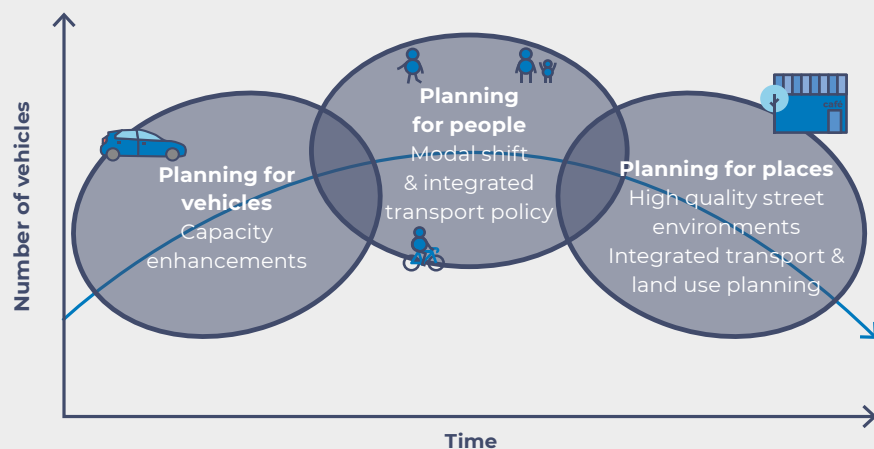 Number of vehicles
Planning for
vehicles
Capacity
enhancements
Planning
for people
Modal shift
& integrated
transport policy
café
Planning for places
High quality street
environments
Integrated transport &
land use planning
Time